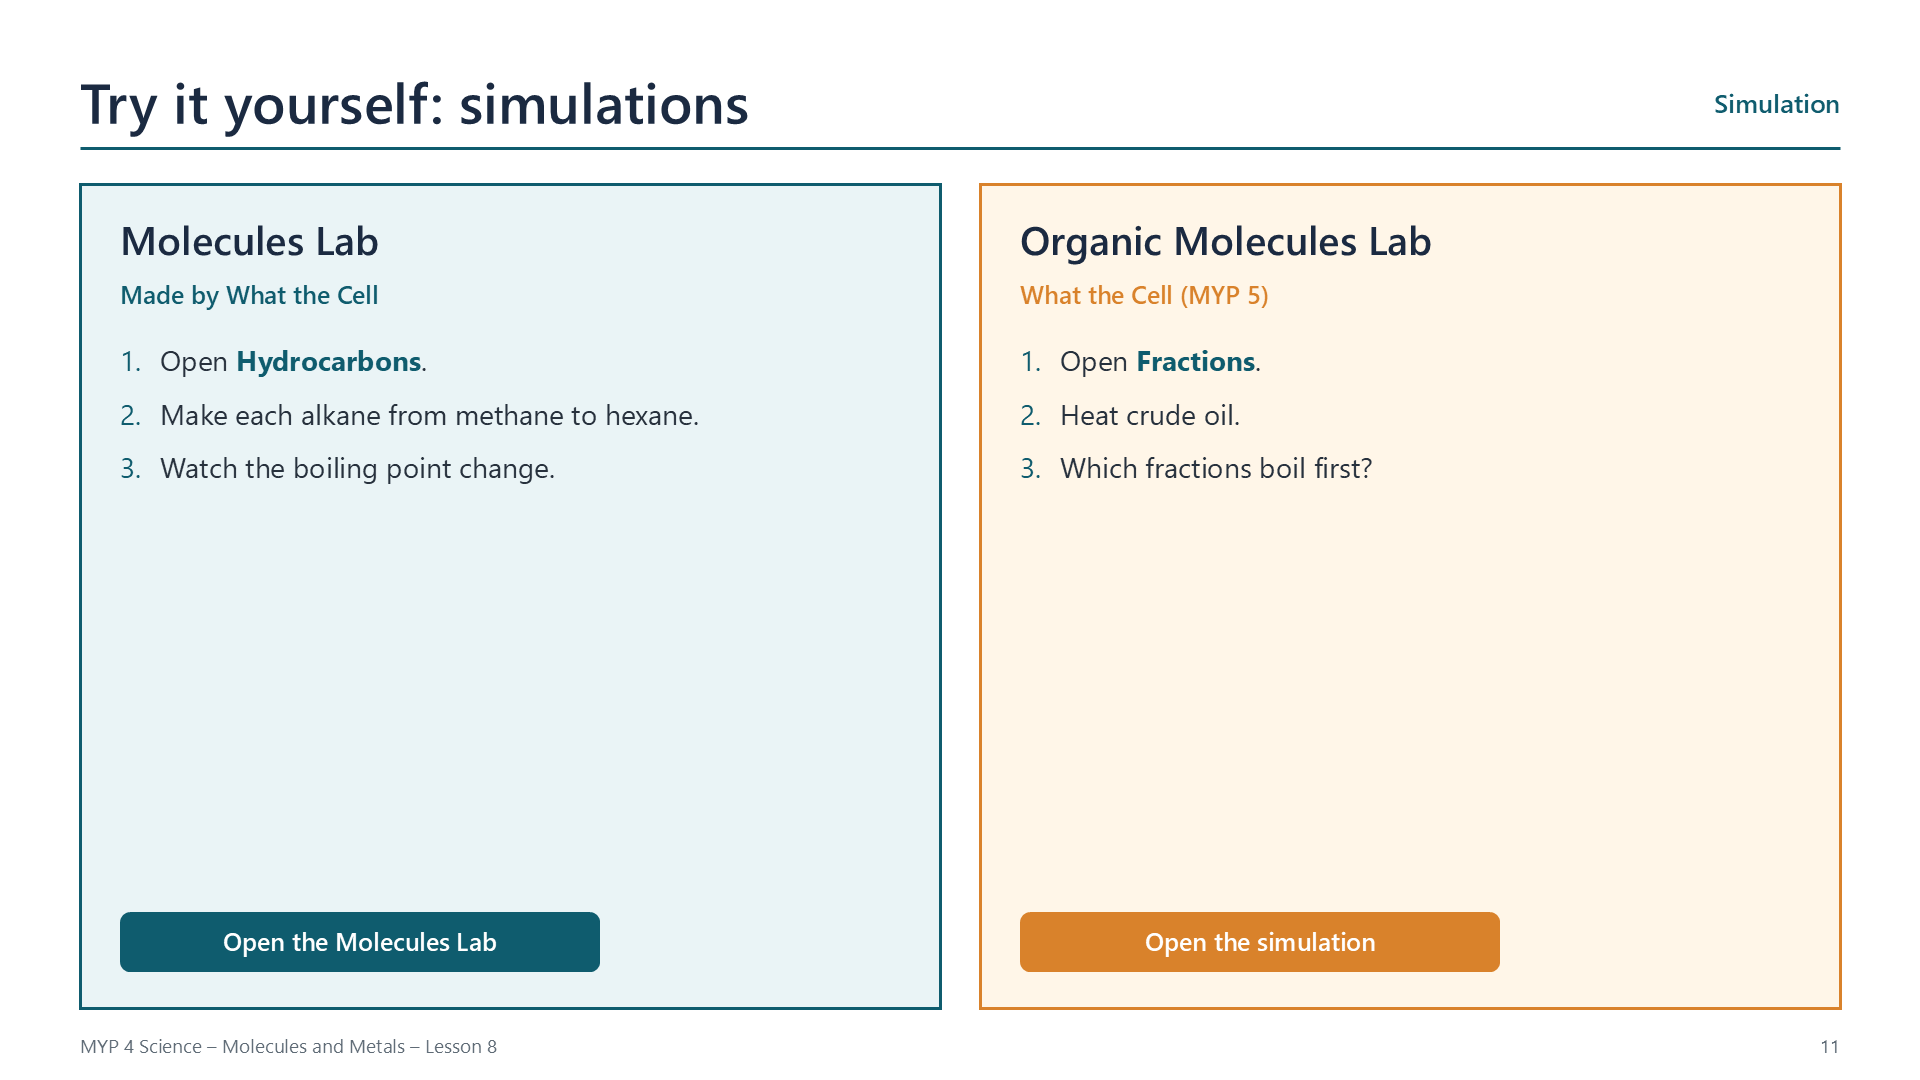 Try it yourself: simulations
Simulation
Molecules Lab
Made by What the Cell
1. Open Hydrocarbons.
2. Make each alkane from methane to hexane.
3. Watch the boiling point change.
Open the Molecules Lab
Organic Molecules Lab
What the Cell (MYP 5)
1. Open Fractions.
2. Heat crude oil.
3. Which fractions boil first?
Open the simulation
MYP 4 Science – Molecules and Metals – Lesson 8
11